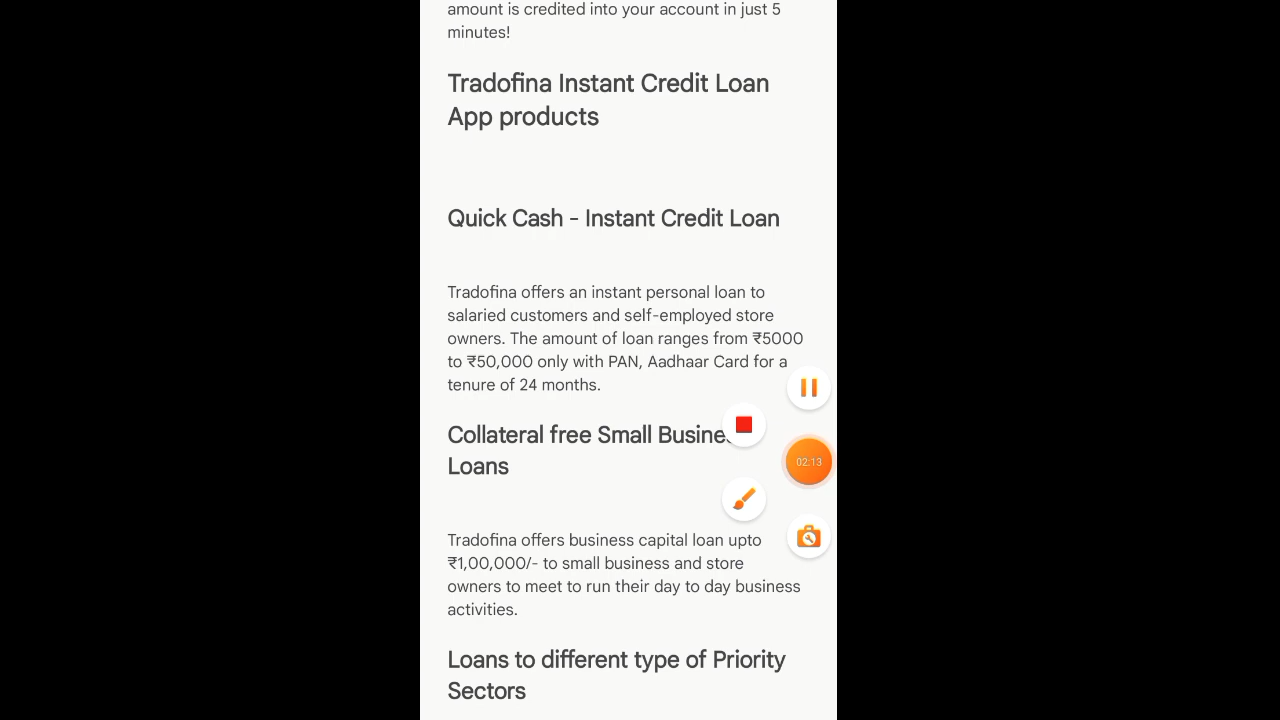 amount is credited into your account in just 5
minutes!
Tradofina Instant Credit Loan
App products
Quick Cash - Instant Credit Loan
Tradofina offers an instant personal loan to
salaried customers and self-employed store
owners. The amount of loan ranges from ₹5000
to ₹50,000 only with PAN, Aadhaar Card for a
tenure of 24 months.
Collateral free Small
Loans
Tradofina offers business capital loan upto
₹1,00,000/- to small business and store
owners to meet to run their day to day business
activities.
Loans to different type of Priority
Sectors
02:13